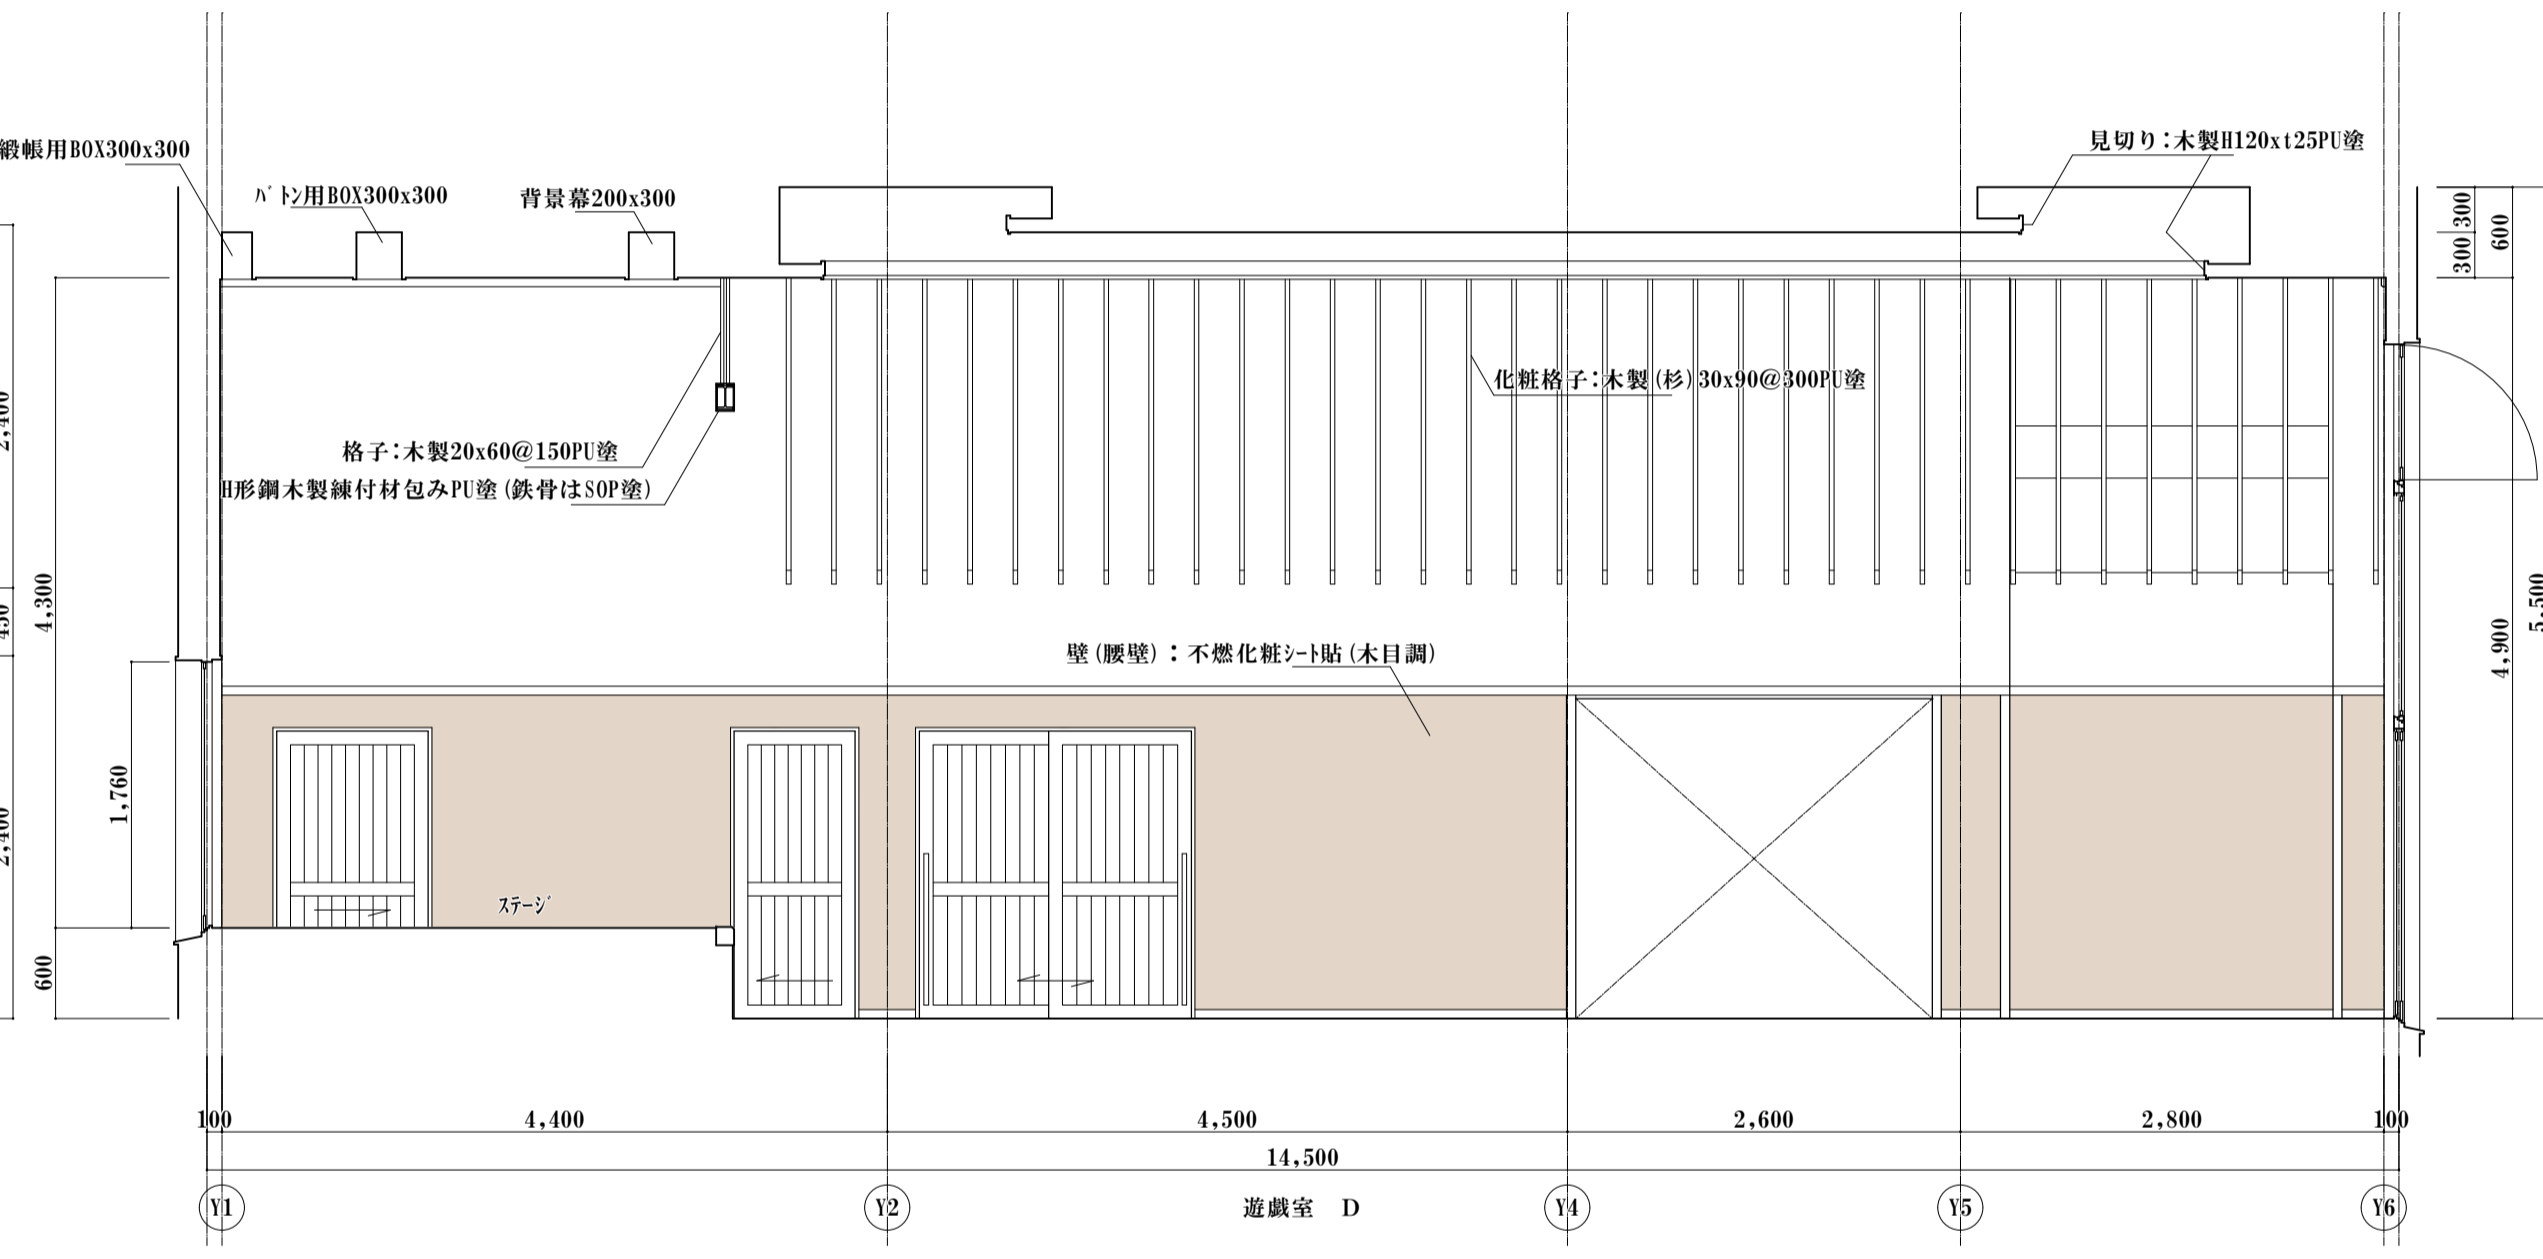 緞帳用BOX300x300
ﾊﾞﾄﾝ用BOX300x300
背景幕200x300
見切り：木製H120xt25PU塗
300
300
600
格子：木製20x60@150PU塗
H形鋼木製練付材包みPU塗(鉄骨はSOP塗)
化粧格子：木製(杉)30x90@300PU塗
壁(腰壁)：不燃化粧ｼｰﾄ貼(木目調)
2,400
450
2,400
4,300
600
1,760
ｽﾃｰｼﾞ
4,900
5,500
100
4,400
4,500
2,600
2,800
100
14,500
Y1
Y2
遊戯室　D
Y4
Y5
Y6